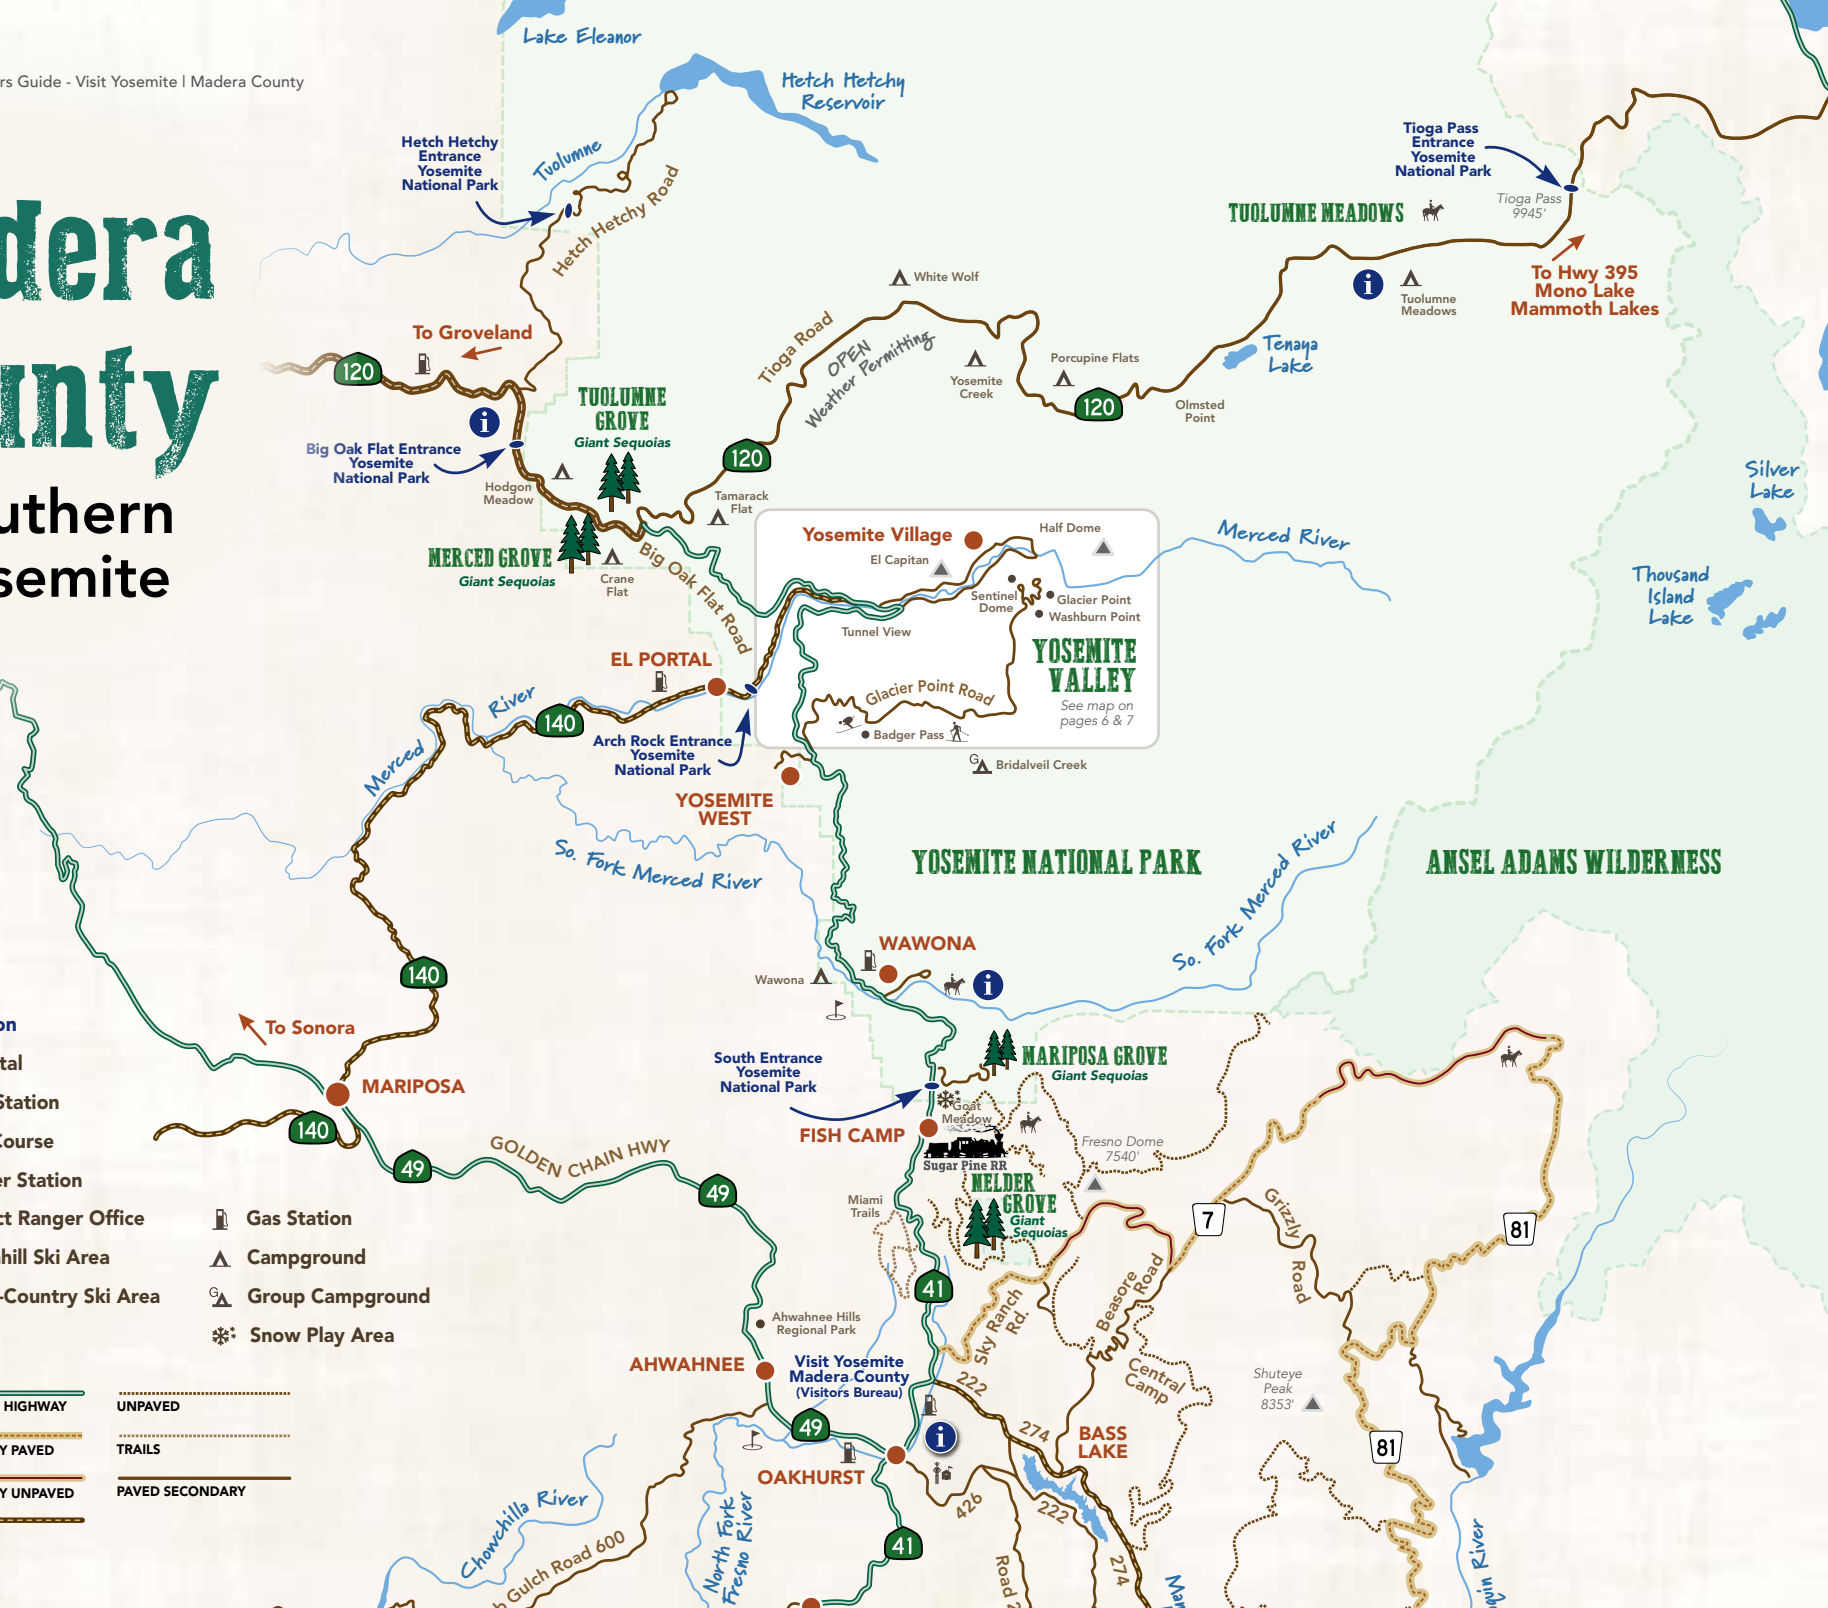 Lake Eleanor
rs Guide - Visit Yosemite | Madera County
Hetch Hetchy
Reservoir
Hetch Hetchy
Entrance
Yosemite
National Park
Tuolumne
Hetch Hetchy Road
Tioga Pass
Entrance
Yosemite
National Park
Tioga Pass
9945'
TUOLUMNE MEADOWS
dera
unty
uthern
semite
To Hwy 395
Mono Lake
Mammoth Lakes
i
Tuolumne
Meadows
White Wolf
To Groveland
120
Tioga Road
OPEN
Weather Permitting
Yosemite
Creek
Porcupine Flats
120
Tenaya
Lake
Olmsted
Point
TUOLUMNE
GROVE
Giant Sequoias
i
Big Oak Flat Entrance
Yosemite
National Park
120
Hodgon
Meadow
Tamarack
Flat
Silver
Lake
MERCED GROVE
Giant Sequoias
Crane
Flat
Big Oak Flat Road
Yosemite Village
Half Dome
El Capitan
Merced River
Sentinel
Dome
Glacier Point
Washburn Point
Tunnel View
YOSEMITE
VALLEY
See map on
pages 6 & 7
Glacier Point Road
Badger Pass
Thousand
Island
Lake
EL PORTAL
River
140
Merced
Arch Rock Entrance
Yosemite
National Park
G
Bridalveil Creek
YOSEMITE
WEST
So. Fork Merced River
YOSEMITE NATIONAL PARK
ANSEL ADAMS WILDERNESS
So. Fork Merced River
WAWONA
Wawona
i
140
To Sonora
MARIPOSA
140
South Entrance
Yosemite
National Park
MARIPOSA GROVE
Giant Sequoias
Goat
Meadow
FISH CAMP
Sugar Pine RR
Fresno Dome
7540'
49
GOLDEN CHAIN HWY
49
NELDER
GROVE
Giant
Sequoias
Miami
Trails
7
Grizzly
Road
81
41
Sky Ranch
Rd.
Beasore
Road
Central
Camp
on
tal
Station
Course
er Station
ct Ranger Office
hill Ski Area
-Country Ski Area
Gas Station
Campground
G
Group Campground
Snow Play Area
HIGHWAY
Y PAVED
Y UNPAVED
UNPAVED
TRAILS
PAVED SECONDARY
Ahwahnee Hills
Regional Park
AHWAHNEE
Visit Yosemite
Madera County
(Visitors Bureau)
222
274
BASS
LAKE
Shuteye
Peak
8353'
81
49
i
OAKHURST
426
222
274
41
Chowchilla River
Gulch Road 600
North Fork
Fresno River
Road 2
Man
quin River